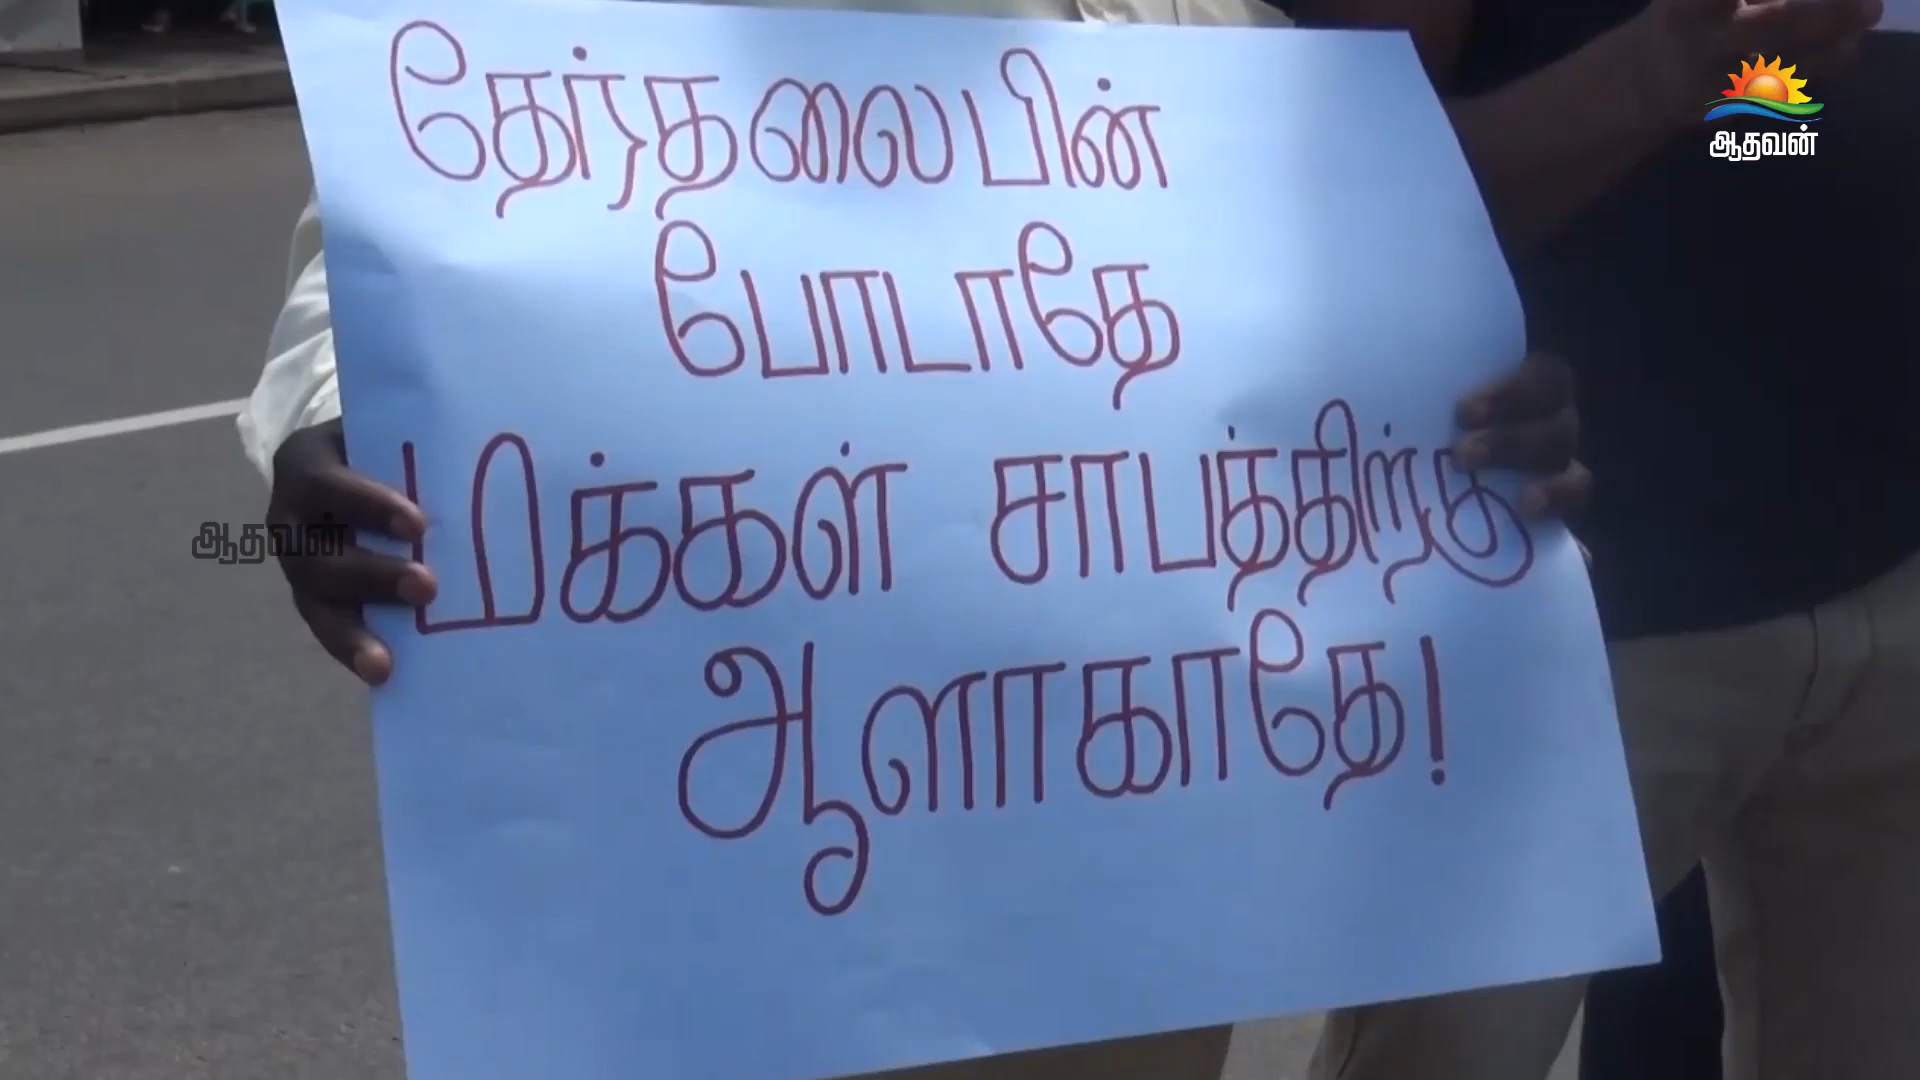 தேர்தலைபின்
போடாதே
மக்கள் சாபத்திற்கு
ஆளாகாதே!
ஆதவன்
ஆதவன்